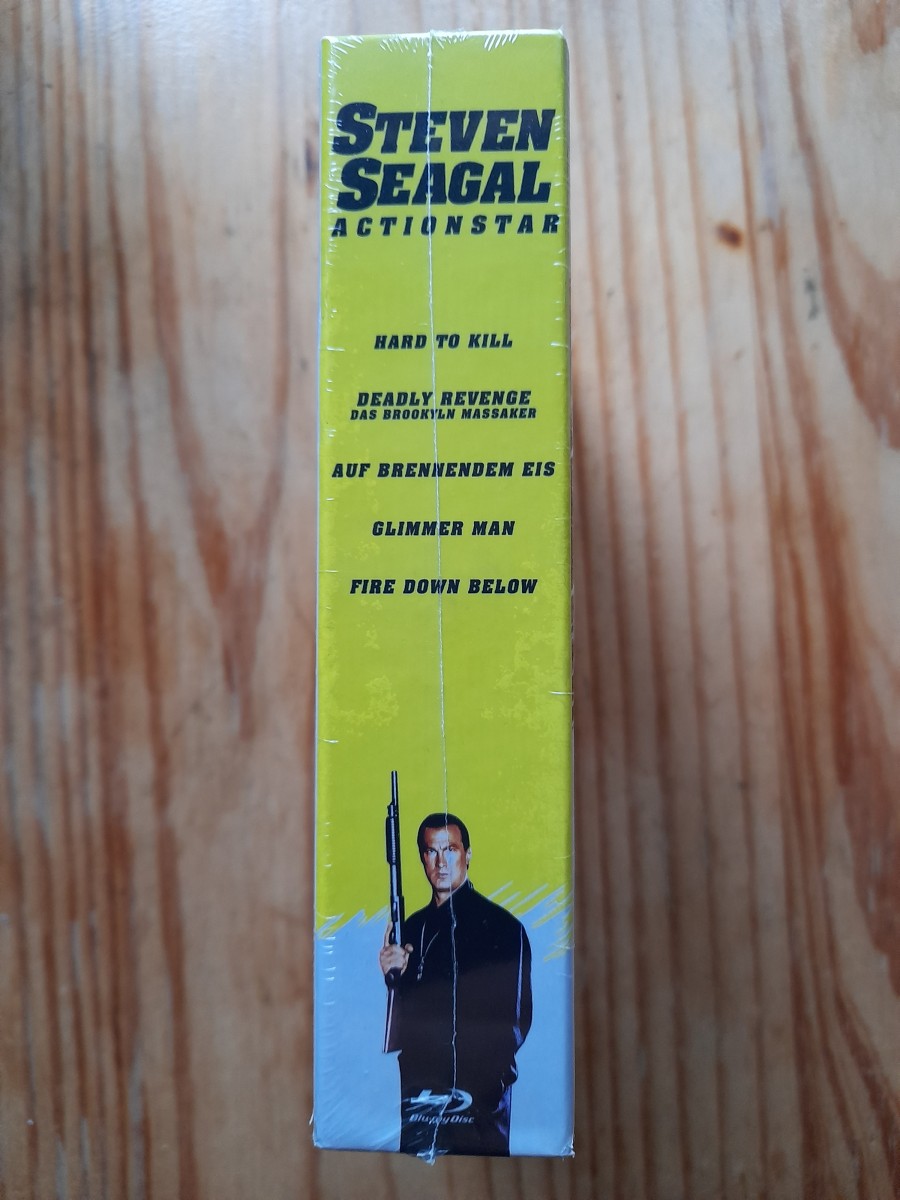 STEVEN
SEAGAL
ACTIONSTAR
HARD TO KILL
DEADLY REVENGE
DAS BROOKYLN MASSAKER
AUF BRENNENDEM EIS
GLIMMER MAN
FIRE DOWN BELOW
Blu-ray Disc